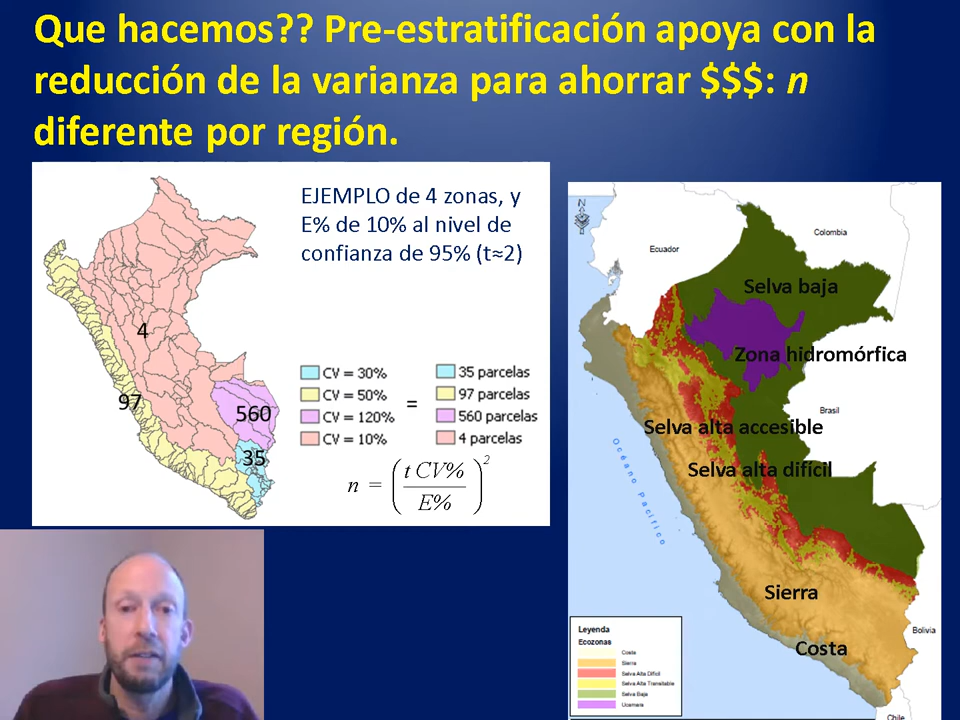 Que hacemos?? Pre-estratificación apoya con la
reducción de la varianza para ahorrar $$$: n
diferente por región.
EJEMPLO de 4 zonas, y
E% de 10% al nivel de
confianza de 95% (t≈2)
4
97
560
35
CV = 30%
CV = 50%
CV = 120%
CV = 10%
=
35 parcelas
97 parcelas
560 parcelas
4 parcelas
n = (t CV% / E%)²
N
Ecuador
Colombia
Selva baja
Zona hidromórfica
Brasil
Selva alta accesible
Selva alta difícil
Océano Pacífico
Sierra
Costa
Bolivia
Chile
Leyenda
Ecozonas
Costa
Sierra
Selva Alta Difícil
Selva Alta Transitable
Selva Baja